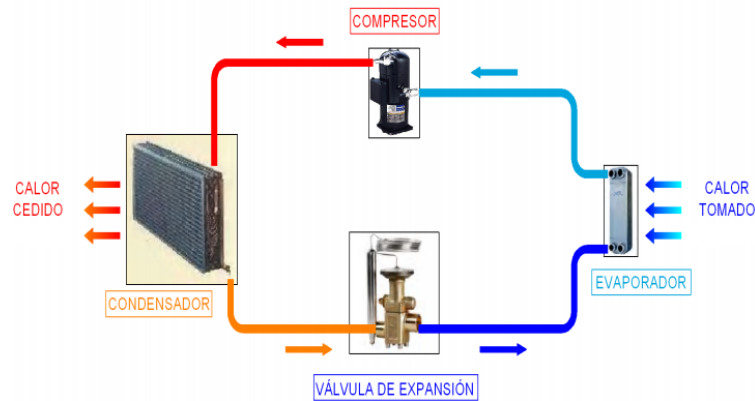 COMPRESOR
CALOR
CEDIDO
CALOR
TOMADO
EVAPORADOR
CONDENSADOR
VÁLVULA DE EXPANSIÓN